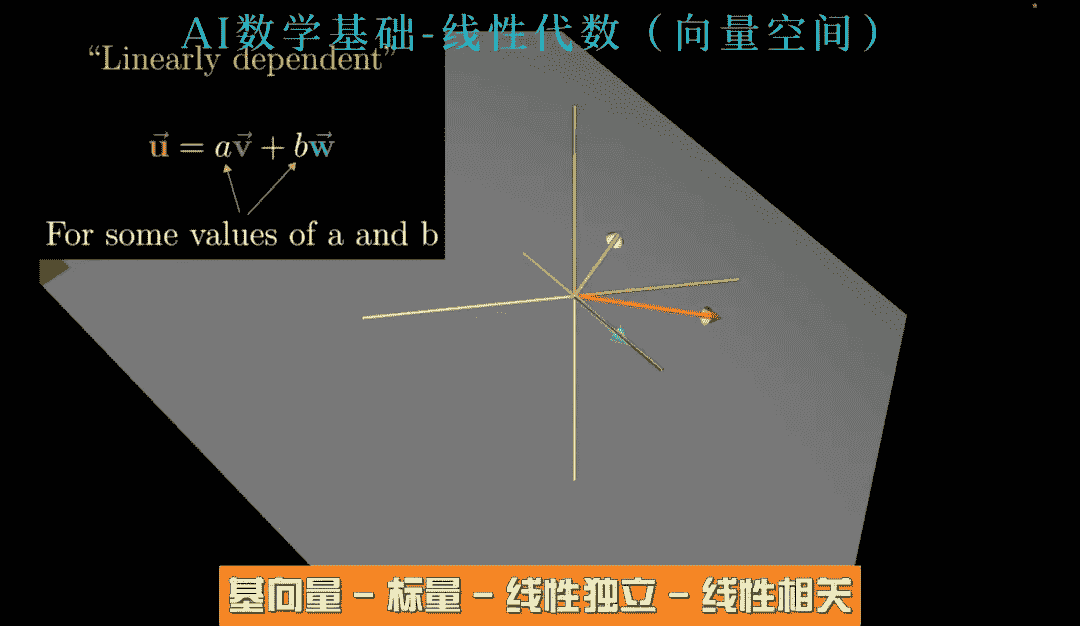 AI数学基础-线性代数（向量空间）
“Linearly dependent”
u⃗ = av⃗ + bw⃗
For some values of a and b
基向量 - 标量 - 线性独立 - 线性相关